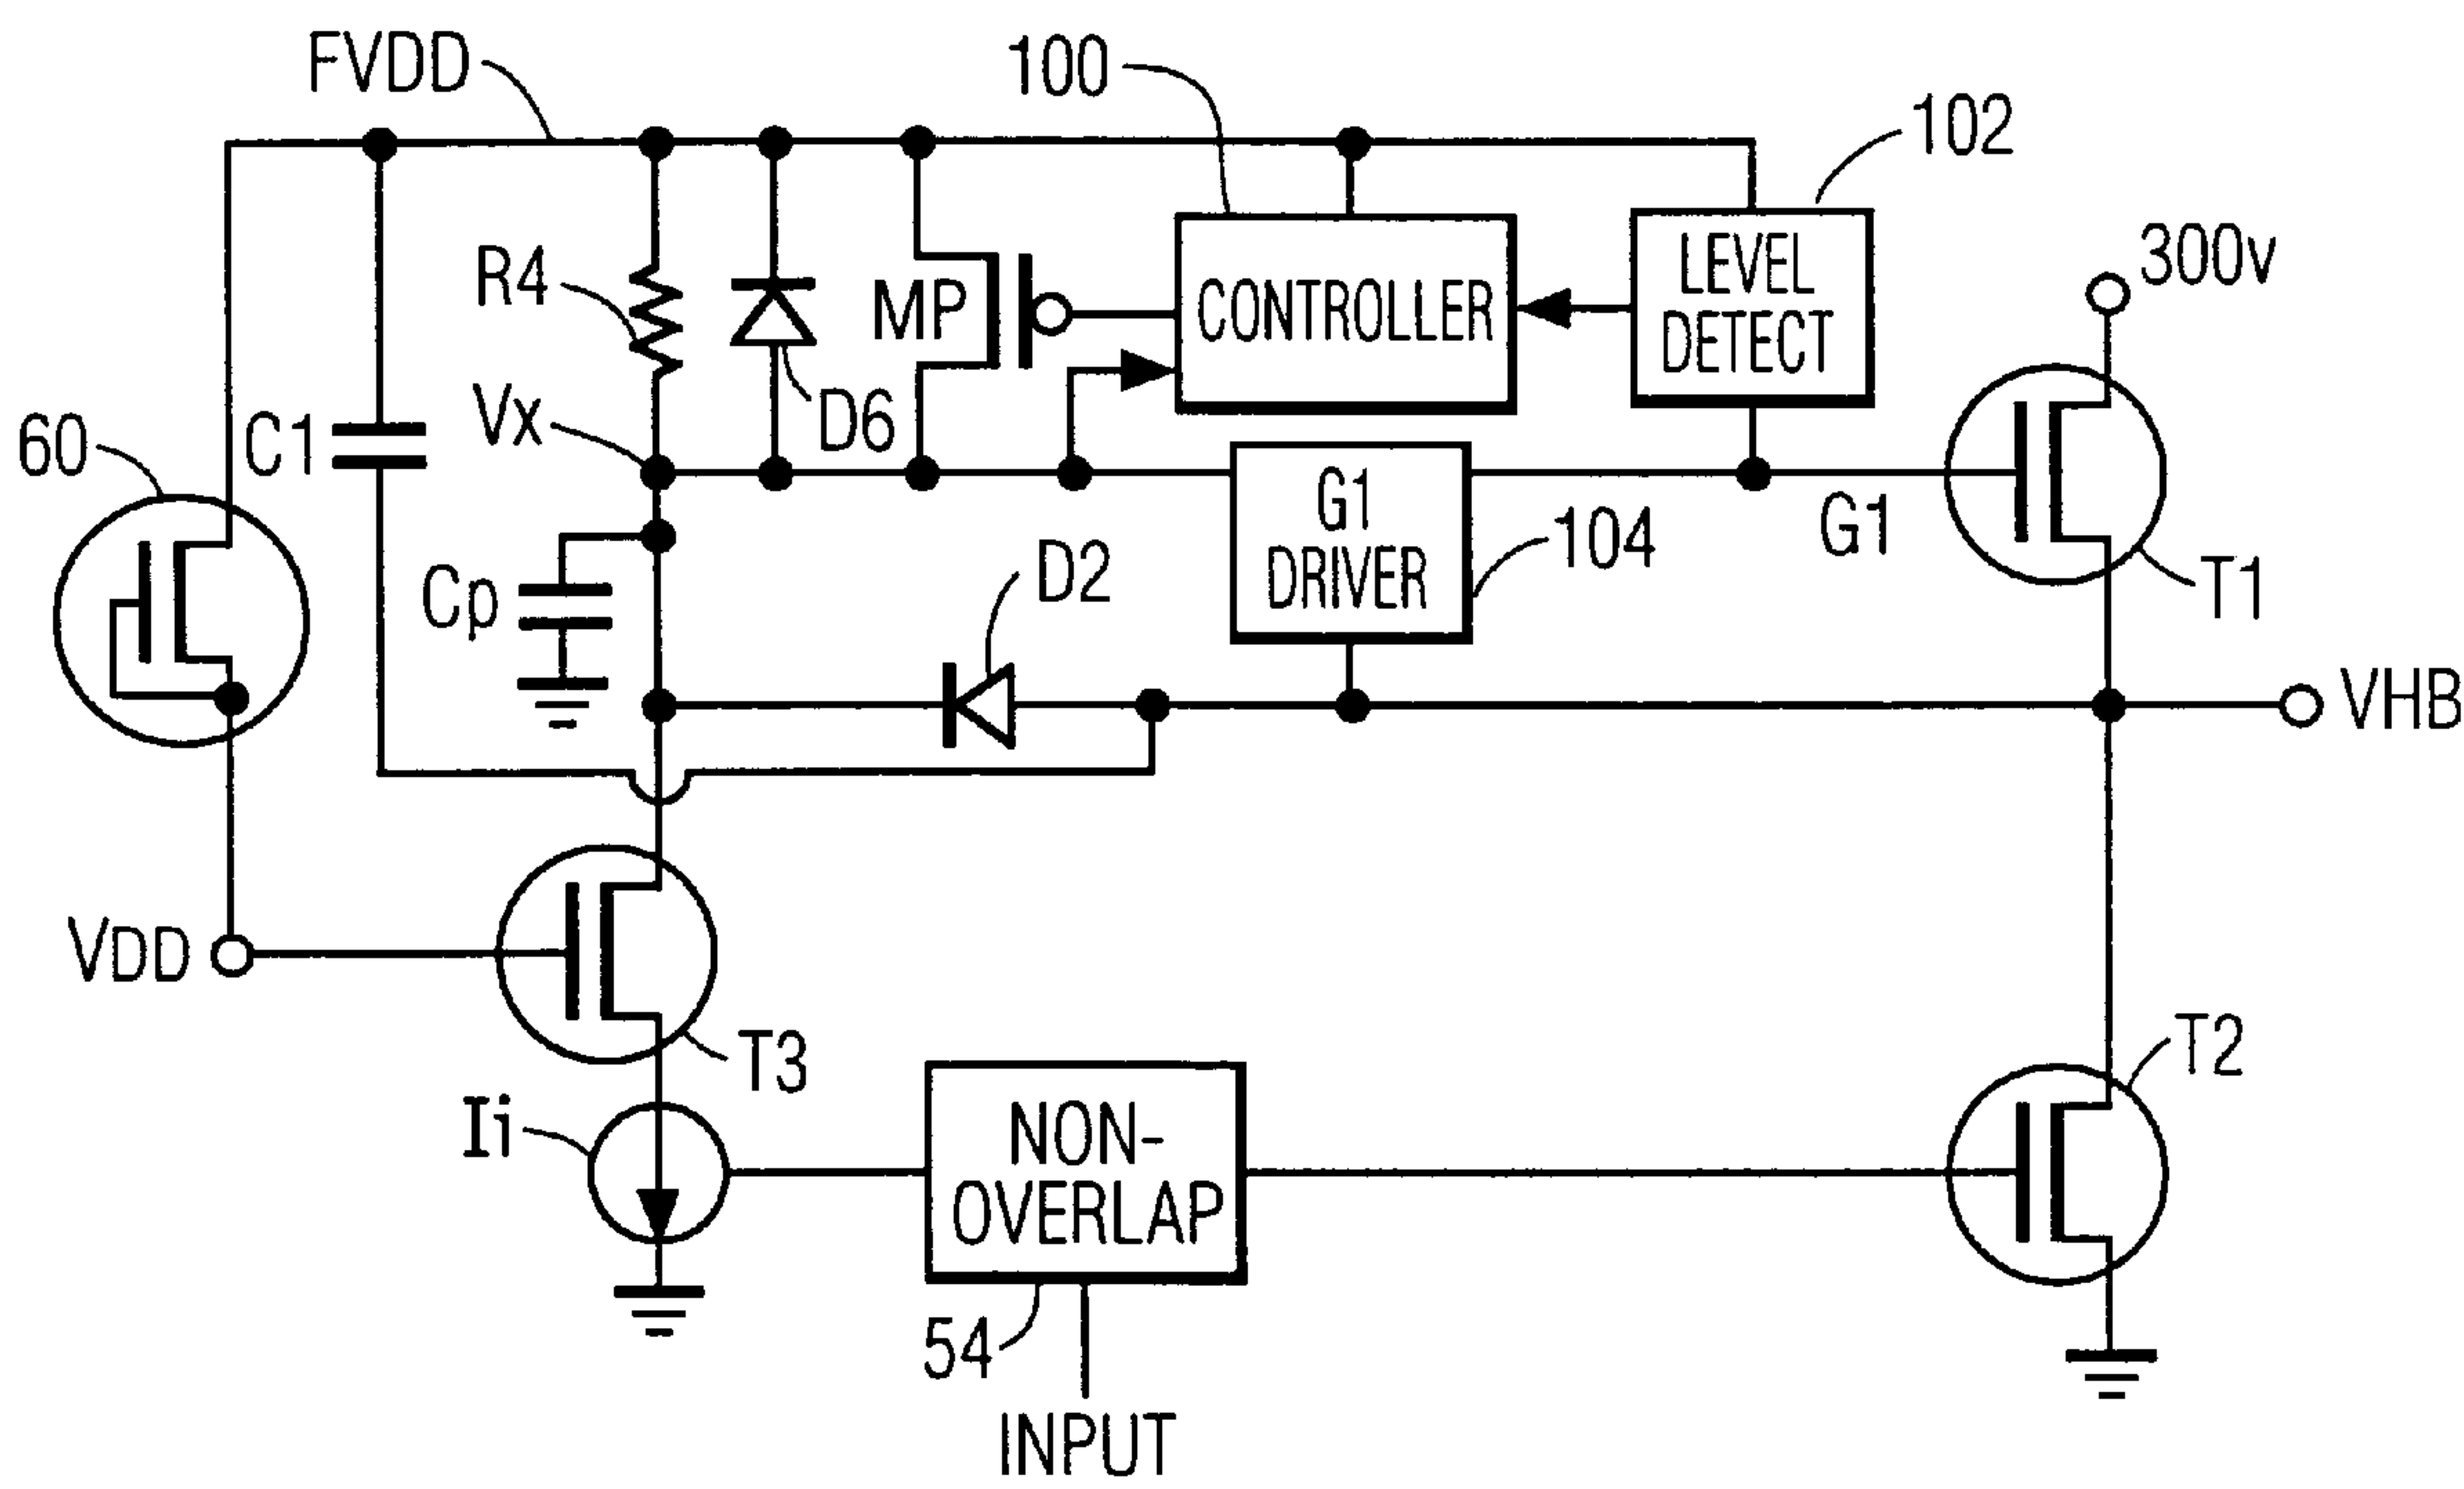 FVDD
100
102
300v
R4
MP
CONTROLLER
LEVEL
DETECT
Vx
D6
60
C1
G1
DRIVER
104
G1
T1
D2
Cp
VHB
VDD
T3
T2
Ii
NON-
OVERLAP
54
INPUT